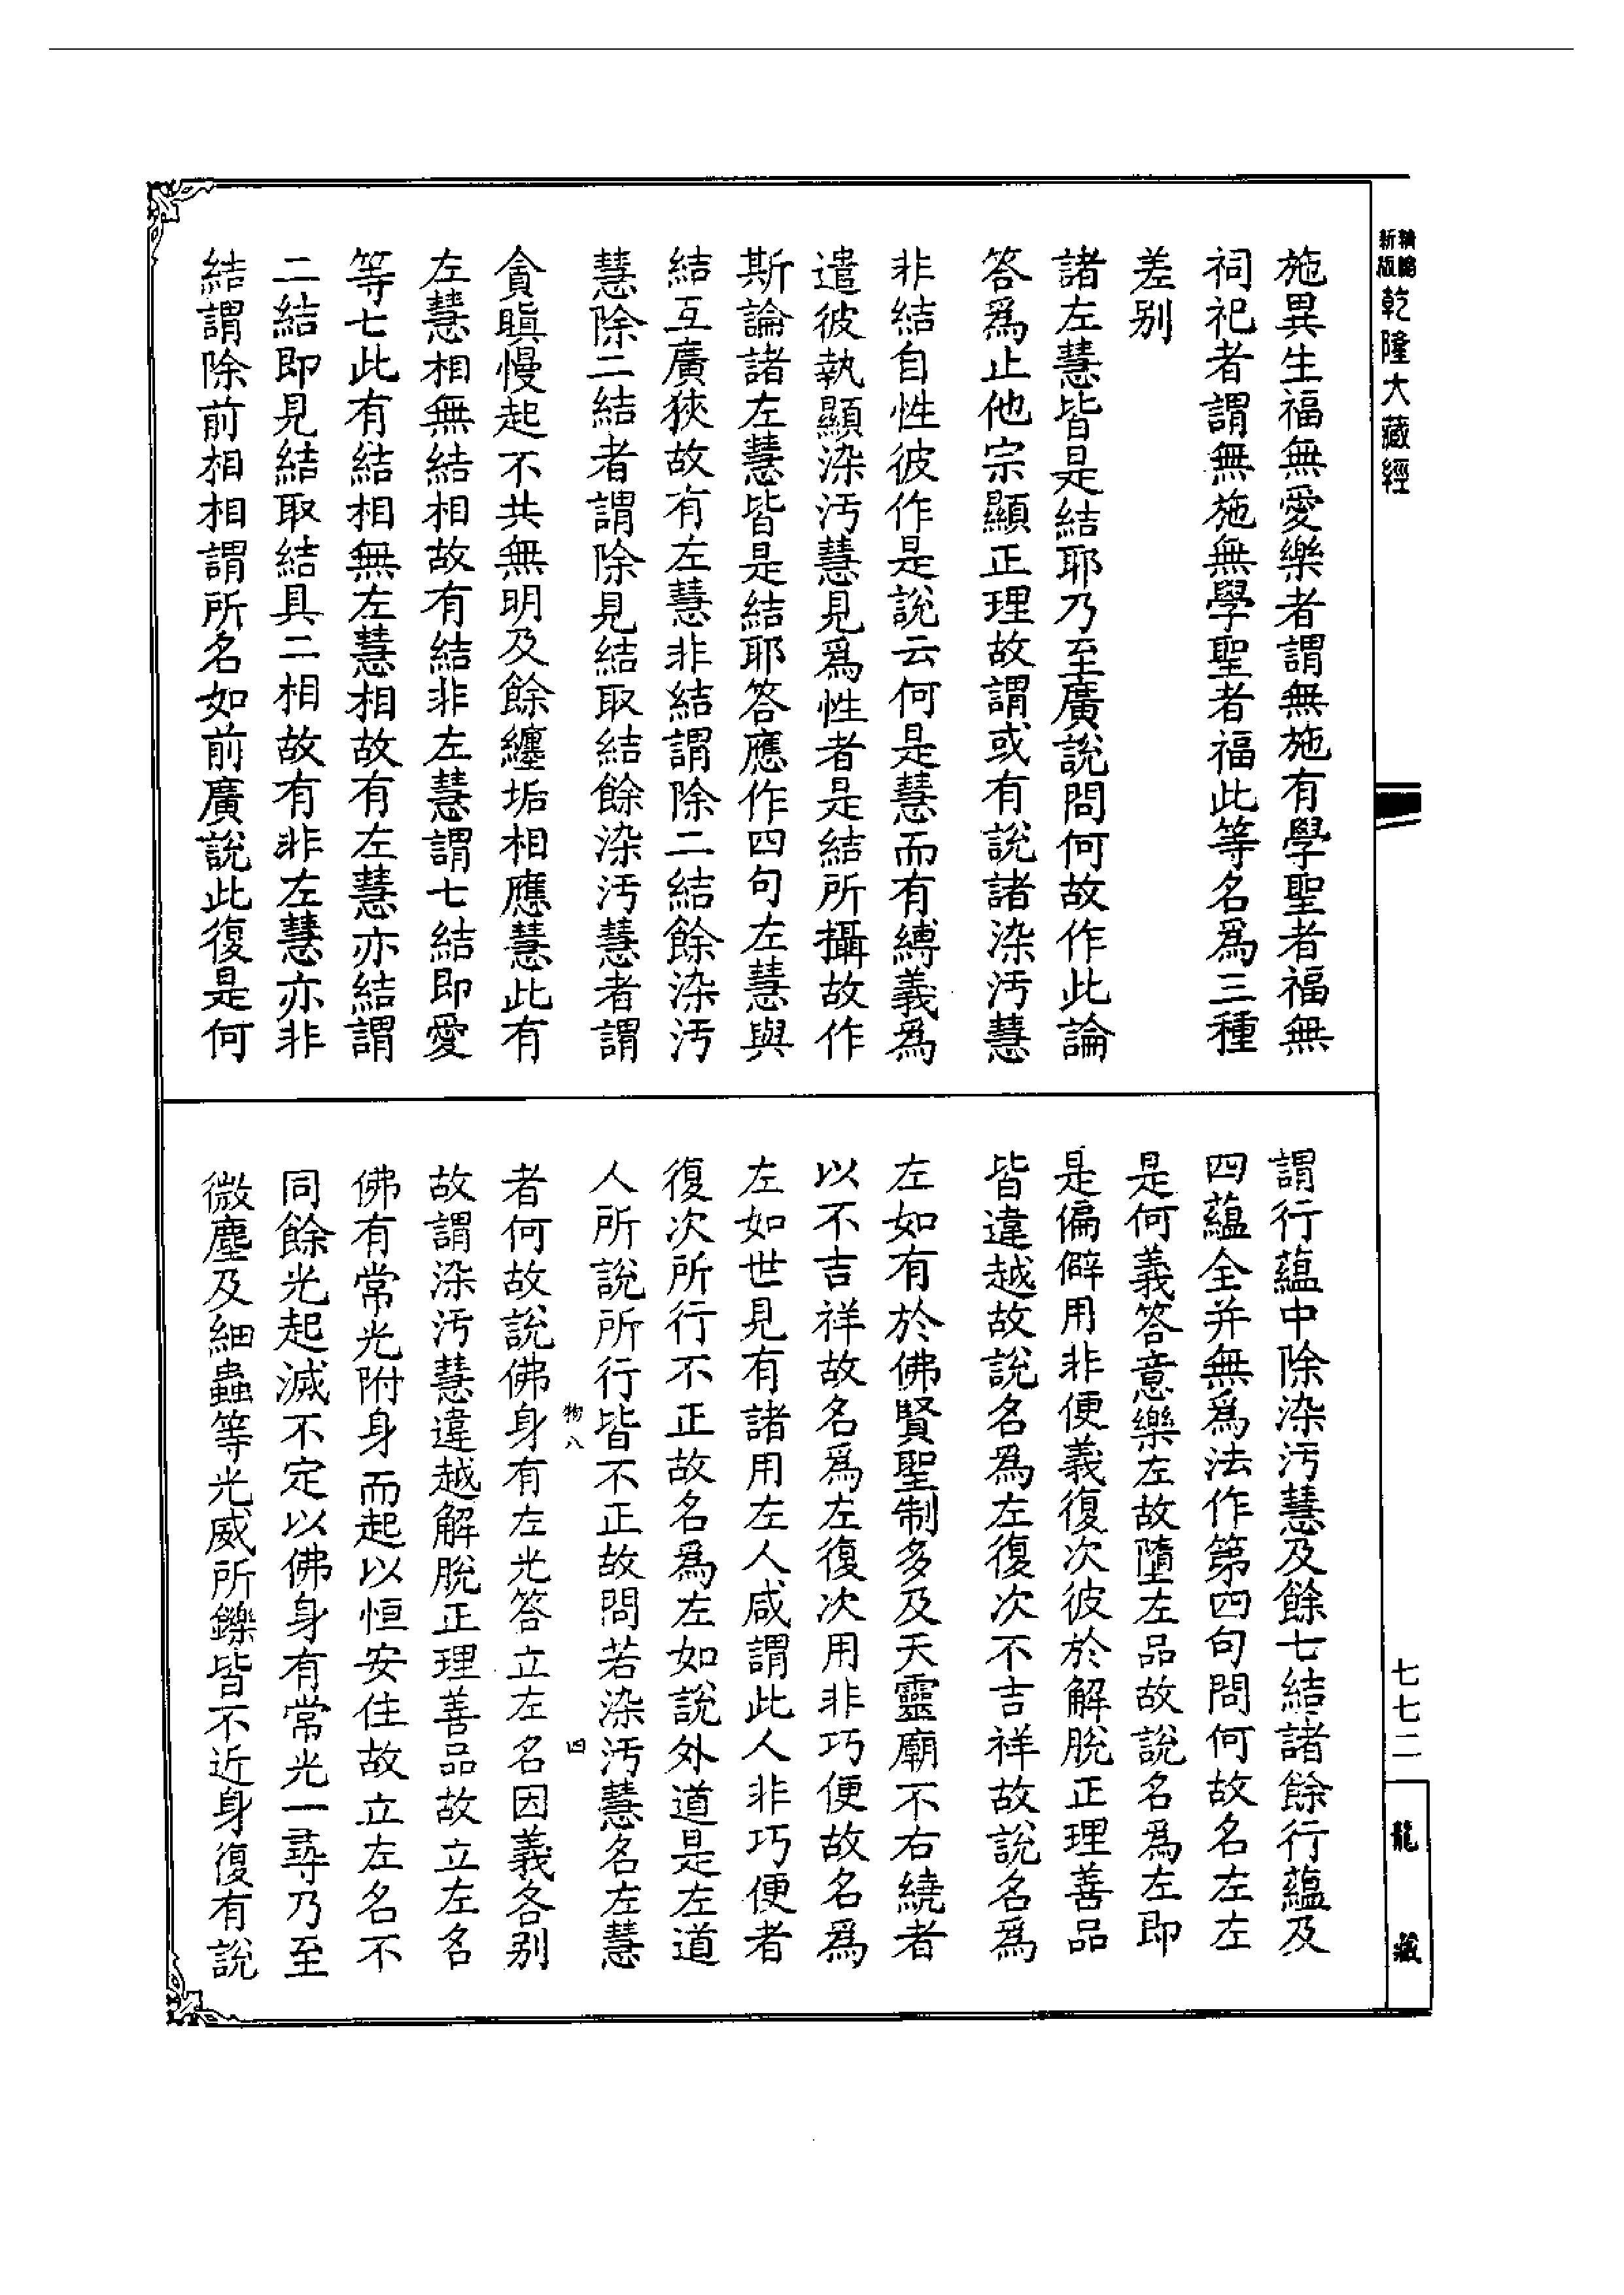 新版
精縮
乾隆大藏經
施異生福無愛樂者謂無施有學聖者福無
祠祀者謂無施無學聖者福此等名爲三種
差别
諸左慧皆是結耶乃至廣說問何故作此論
答爲止他宗顯正理故謂或有說諸染汚慧
非結自性彼作是說云何是慧而有縛義爲
遣彼執顯染汚慧見爲性者是結所攝故作
斯論諸左慧皆是結耶答應作四句左慧與
結互廣狹故有左慧非結謂除二結餘染汚
慧除二結者謂除見結取結餘染汚慧者謂
貪瞋慢起不共無明及餘纏垢相應慧此有
左慧相無結相故有結非左慧謂七結即愛
等七此有結相無左慧相故有左慧亦結謂
二結即見結取結具二相故有非左慧亦非
結謂除前相相謂所名如前廣說此復是何
謂行蘊中除染汚慧及餘七結諸餘行蘊及
四蘊全并無爲法作第四句問何故名左左
是何義答意樂左故墮左品故說名爲左即
是偏僻用非便義復次彼於解脫正理善品
皆違越故說名爲左復次不吉祥故說名爲
左如有於佛賢聖制多及天靈廟不右繞者
以不吉祥故名爲左復次用非巧便故名爲
左如世見有諸用左人咸謂此人非巧便者
復次所行不正故名爲左如說外道是左道
人所說所行皆不正故問若染汚慧名左慧
物八
四
者何故說佛身有左光答立左名因義各别
故謂染汚慧違越解脫正理善品故立左名
佛有常光附身而起以恒安住故立左名不
同餘光起滅不定以佛身有常光一尋乃至
微塵及細蟲等光威所鑠皆不近身復有說
七七二
龍藏